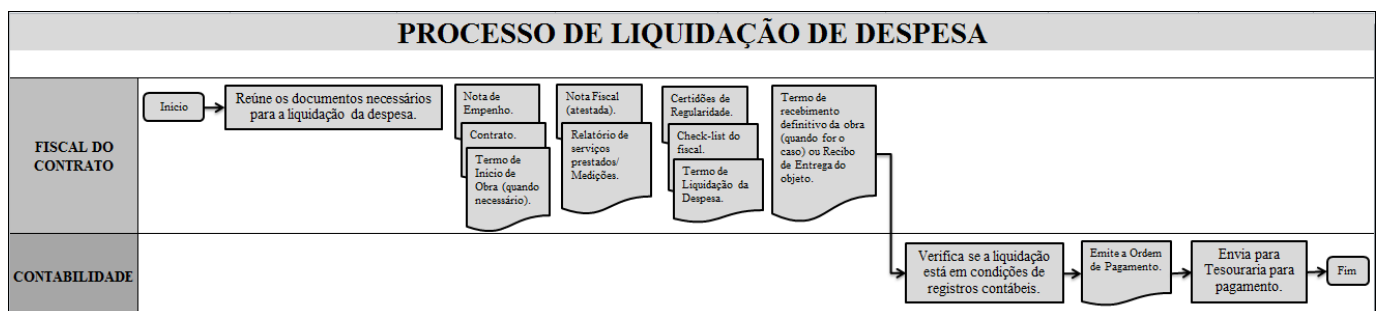 PROCESSO DE LIQUIDAÇÃO DE DESPESA
FISCAL DO
CONTRATO
Inicio
Reúne os documentos necessários
para a liquidação da despesa.
Nota de
Empenho.
Contrato.
Termo de
Inicio de
Obra (quando
necessário).
Nota Fiscal
(atestada).
Relatório de
serviços
prestados/
Medições.
Certidões de
Regularidade.
Check-list do
fiscal.
Termo de
Liquidação da
Despesa.
Termo de
recebimento
definitivo da obra
(quando for o
caso) ou Recibo
de Entrega do
objeto.
CONTABILIDADE
Verifica se a liquidação
está em condições de
registros contábeis.
Emite a Ordem
de Pagamento.
Envia para
Tesouraria para
pagamento.
Fim